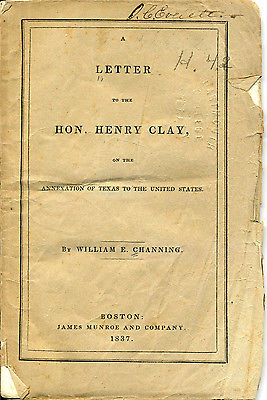 A
LETTER
TO THE
HON. HENRY CLAY,
ON THE
ANNEXATION OF TEXAS TO THE UNITED STATES.
BY WILLIAM E. CHANNING.
BOSTON:
JAMES MUNROE AND COMPANY.
1837.